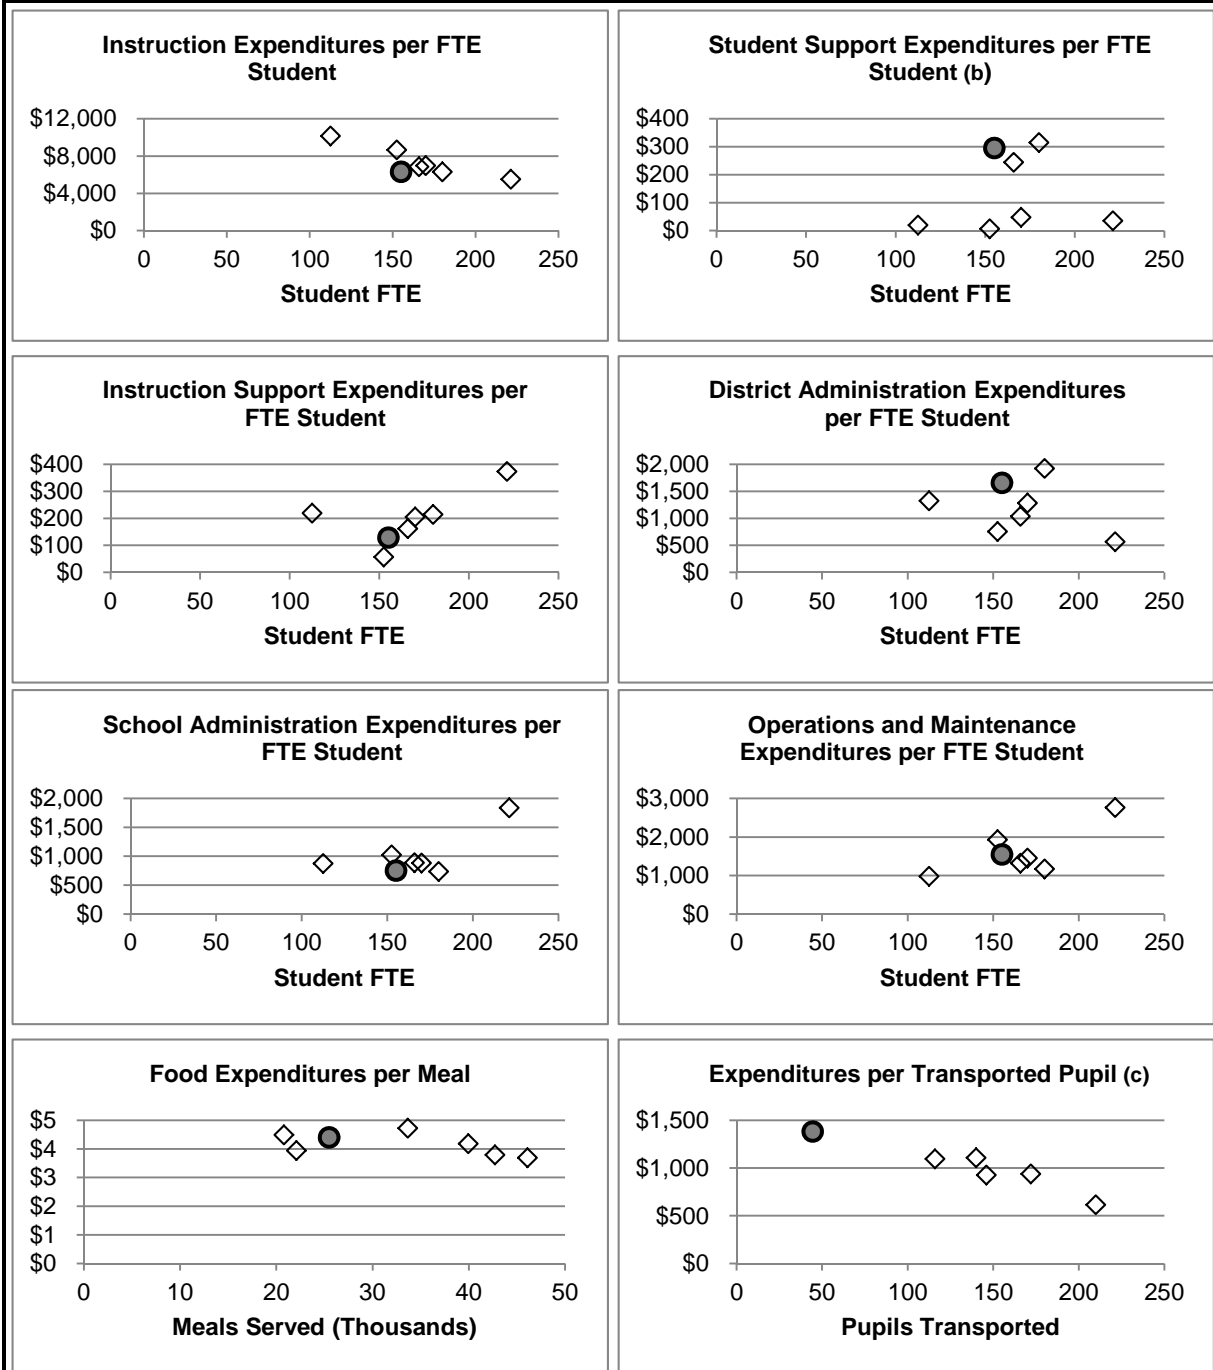 Instruction Expenditures per FTE
Student
$12,000
$8,000
$4,000
$0
0 50 100 150 200 250
Student FTE
Student Support Expenditures per FTE
Student (b)
$400
$300
$200
$100
$0
0 50 100 150 200 250
Student FTE
Instruction Support Expenditures per
FTE Student
$400
$300
$200
$100
$0
0 50 100 150 200 250
Student FTE
District Administration Expenditures
per FTE Student
$2,000
$1,500
$1,000
$500
$0
0 50 100 150 200 250
Student FTE
School Administration Expenditures per
FTE Student
$2,000
$1,500
$1,000
$500
$0
0 50 100 150 200 250
Student FTE
Operations and Maintenance
Expenditures per FTE Student
$3,000
$2,000
$1,000
$0
0 50 100 150 200 250
Student FTE
Food Expenditures per Meal
$5
$4
$3
$2
$1
$0
0 10 20 30 40 50
Meals Served (Thousands)
Expenditures per Transported Pupil (c)
$1,500
$1,000
$500
$0
0 50 100 150 200 250
Pupils Transported